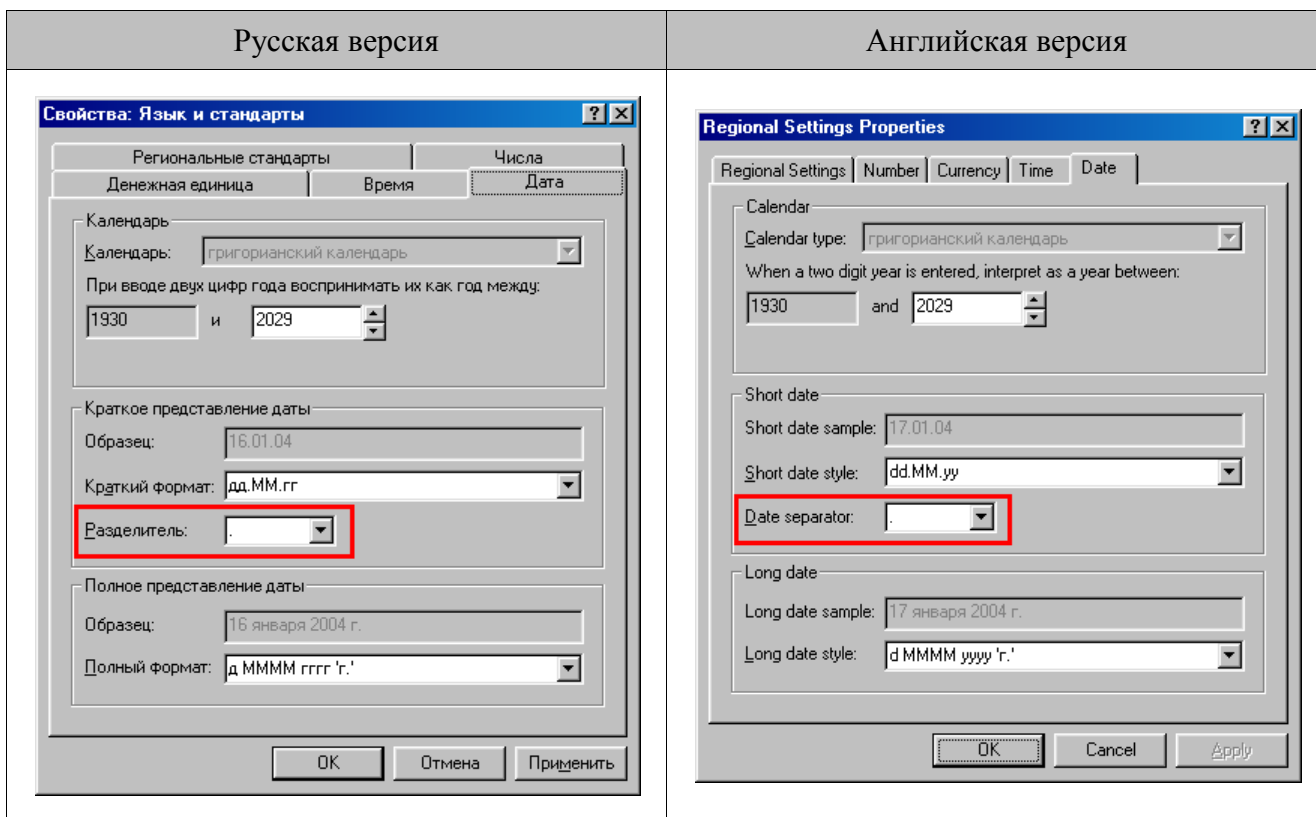 Русская версия
Английская версия
Свойства: Язык и стандарты
Региональные стандарты
Числа
Денежная единица
Время
Дата
Календарь
Календарь:
григорианский календарь
При вводе двух цифр года воспринимать их как год между:
1930
и
2029
Краткое представление даты
Образец:
16.01.04
Краткий формат:
дд.ММ.гг
Разделитель:
.
Полное представление даты
Образец:
16 января 2004 г.
Полный формат:
д ММММ гггг 'г.'
OK
Отмена
Применить
Regional Settings Properties
Regional Settings
Number
Currency
Time
Date
Calendar
Calendar type:
григорианский календарь
When a two digit year is entered, interpret as a year between:
1930
and
2029
Short date
Short date sample:
17.01.04
Short date style:
dd.MM.yy
Date separator:
.
Long date
Long date sample:
17 января 2004 г.
Long date style:
d MMMM yyyy 'г.'
OK
Cancel
Apply